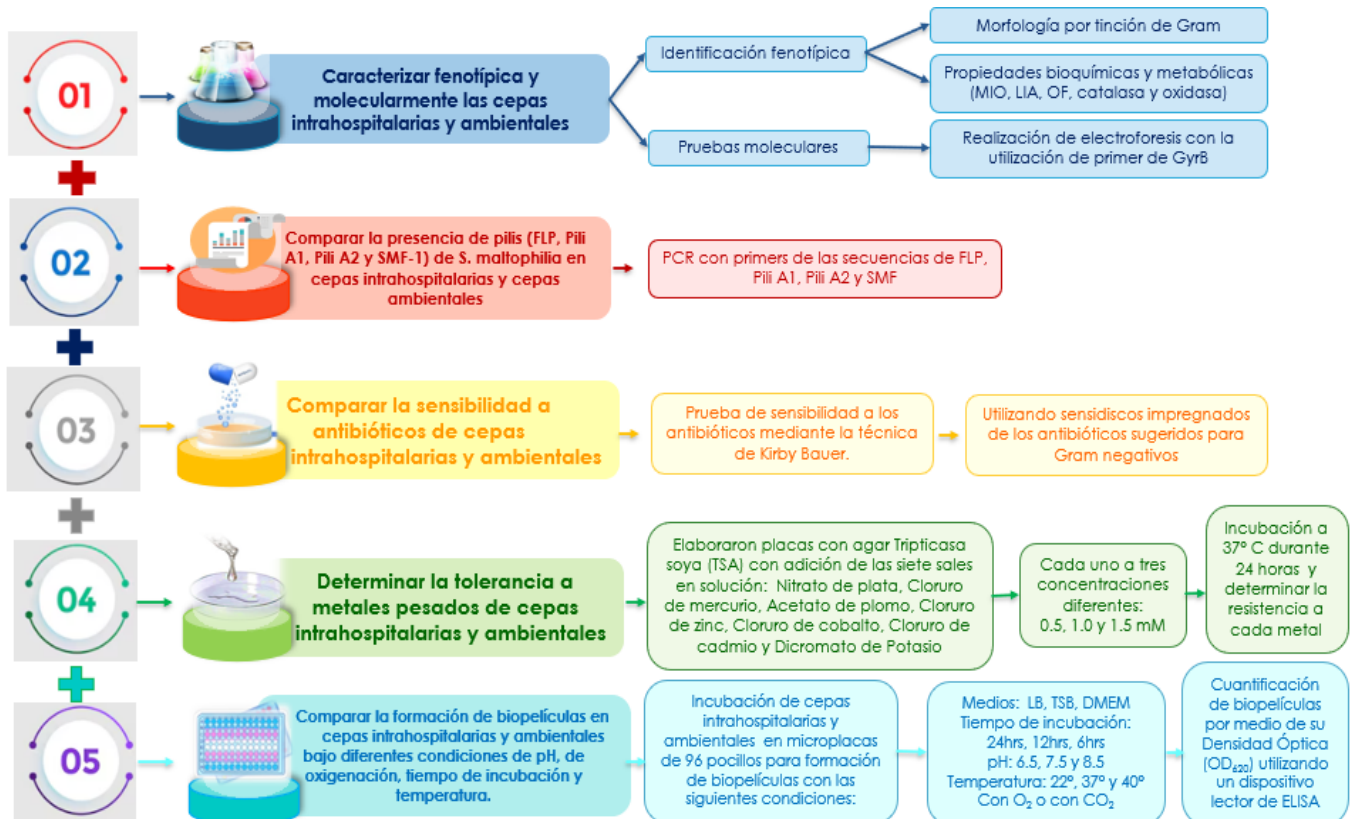 01
Caracterizar fenotípica y
molecularmente las cepas
intrahospitalarias y ambientales
Identificación fenotípica
Morfología por tinción de Gram
Propiedades bioquímicas y metabólicas
(MIO, LIA, OF, catalasa y oxidasa)
Pruebas moleculares
Realización de electroforesis con la
utilización de primer de GyrB
02
Comparar la presencia de pilis (FLP, Pili
A1, Pili A2 y SMF-1) de S. maltophilia en
cepas intrahospitalarias y cepas
ambientales
PCR con primers de las secuencias de FLP,
Pili A1, Pili A2 y SMF
03
Comparar la sensibilidad a
antibióticos de cepas
intrahospitalarias y ambientales
Prueba de sensibilidad a los
antibióticos mediante la técnica
de Kirby Bauer.
Utilizando sensidiscos impregnados
de los antibióticos sugeridos para
Gram negativos
04
Determinar la tolerancia a
metales pesados de cepas
intrahospitalarias y ambientales
Elaboraron placas con agar Tripticasa
soya (TSA) con adición de las siete sales
en solución: Nitrato de plata, Cloruro
de mercurio, Acetato de plomo, Cloruro
de zinc, Cloruro de cobalto, Cloruro de
cadmio y Dicromato de Potasio
Cada uno a tres
concentraciones
diferentes:
0.5, 1.0 y 1.5 mM
Incubación a
37º C durante
24 horas y
determinar la
resistencia a
cada metal
05
Comparar la formación de biopelículas en
cepas intrahospitalarias y ambientales
bajo diferentes condiciones de pH, de
oxigenación, tiempo de incubación y
temperatura.
Incubación de cepas
intrahospitalarias y
ambientales en microplacas
de 96 pocillos para formación
de biopelículas con las
siguientes condiciones:
Medios: LB, TSB, DMEM
Tiempo de incubación:
24hrs, 12hrs, 6hrs
pH: 6.5, 7.5 y 8.5
Temperatura: 22º, 37º y 40º
Con O₂ o con CO₂
Cuantificación
de biopelículas
por medio de su
Densidad Óptica
(OD₆₂₀) utilizando
un dispositivo
lector de ELISA